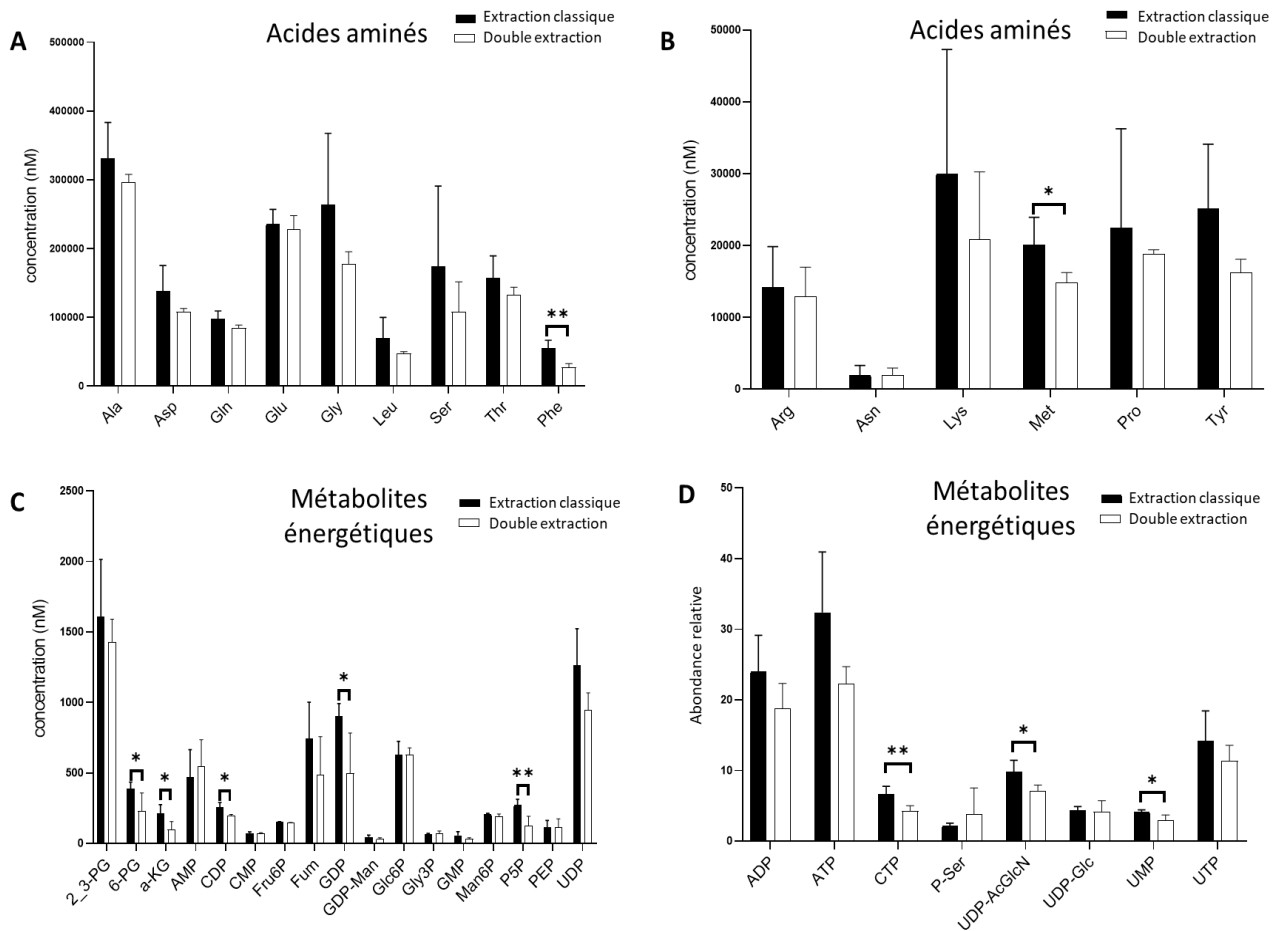 A
Acides aminés
Extraction classique
Double extraction
concentration (nM)
500000
400000
300000
200000
100000
0
**
Ala
Asp
Gln
Glu
Gly
Leu
Ser
Thr
Phe
B
Acides aminés
Extraction classique
Double extraction
concentration (nM)
50000
40000
30000
20000
10000
0
*
Arg
Asn
Lys
Met
Pro
Tyr
C
Métabolites
énergétiques
Extraction classique
Double extraction
concentration (nM)
2500
2000
1500
1000
500
0
*
*
*
*
**
2_3-PG
6-PG
a-KG
AMP
CDP
CMP
Fru6P
Fum
GDP
GDP-Man
Glc6P
Gly3P
GMP
Man6P
P5P
PEP
UDP
D
Métabolites
énergétiques
Extraction classique
Double extraction
Abondance relative
50
40
30
20
10
0
**
*
*
ADP
ATP
CTP
P-Ser
UDP-AcGlcN
UDP-Glc
UMP
UTP